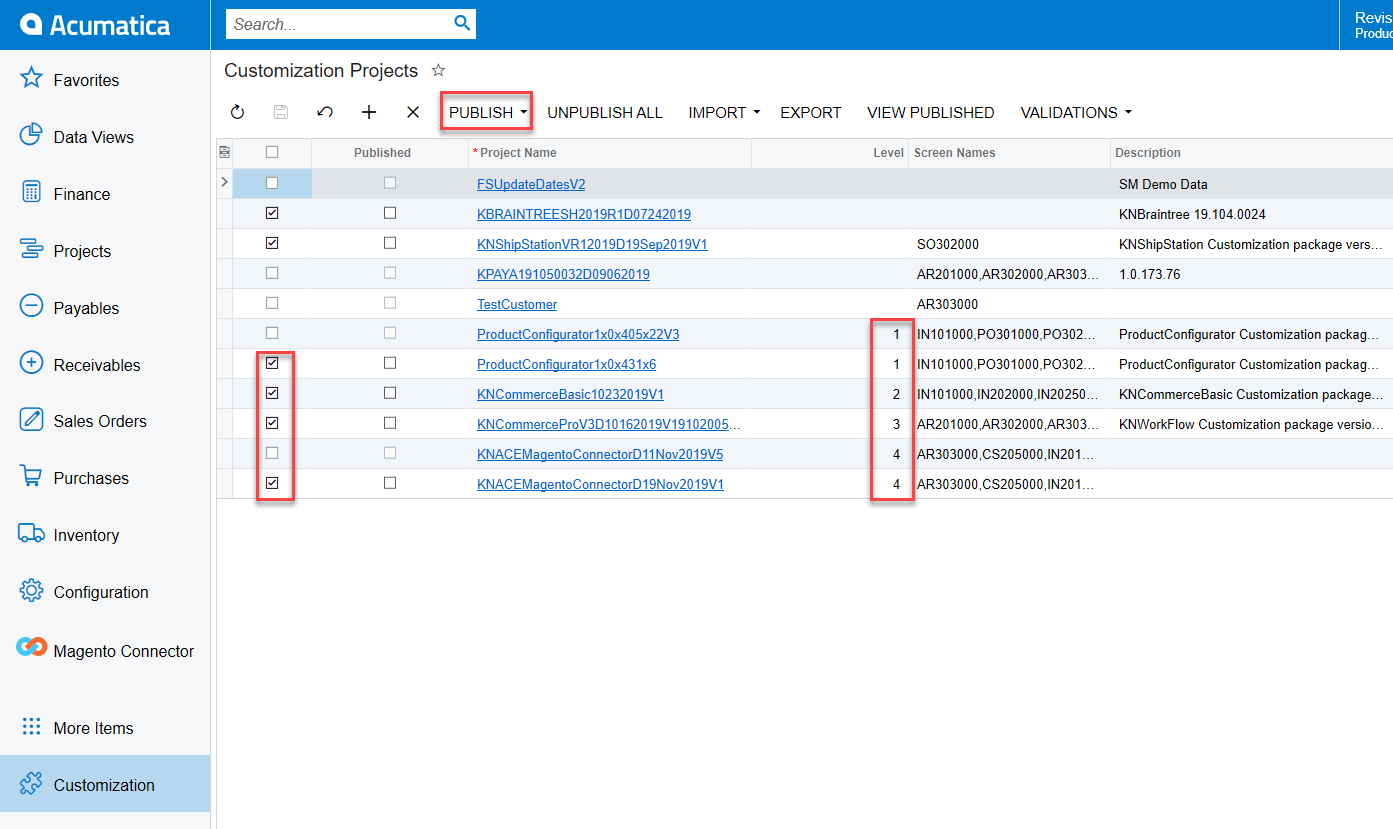 Acumatica
Search...
Revis
Produc
Favorites
Data Views
Finance
Projects
Payables
Receivables
Sales Orders
Purchases
Inventory
Configuration
Magento Connector
More Items
Customization
Customization Projects
PUBLISH UNPUBLISH ALL IMPORT EXPORT VIEW PUBLISHED VALIDATIONS
Published * Project Name Level Screen Names Description
FSUpdateDatesV2 SM Demo Data
KBRAINTREESH2019R1D07242019 KNBraintree 19.104.0024
KNShipStationVR12019D19Sep2019V1 SO302000 KNShipStation Customization package vers...
KPAYA191050032D09062019 AR201000,AR302000,AR303... 1.0.173.76
TestCustomer AR303000
ProductConfigurator1x0x405x22V3 1 IN101000,PO301000,PO302... ProductConfigurator Customization packag...
ProductConfigurator1x0x431x6 1 IN101000,PO301000,PO302... ProductConfigurator Customization packag...
KNCommerceBasic10232019V1 2 IN101000,IN202000,IN20250... KNCommerceBasic Customization package...
KNCommerceProV3D10162019V19102005... 3 AR201000,AR302000,AR303... KNWorkFlow Customization package versio...
KNACEMagentoConnectorD11Nov2019V5 4 AR303000,CS205000,IN201...
KNACEMagentoConnectorD19Nov2019V1 4 AR303000,CS205000,IN201...